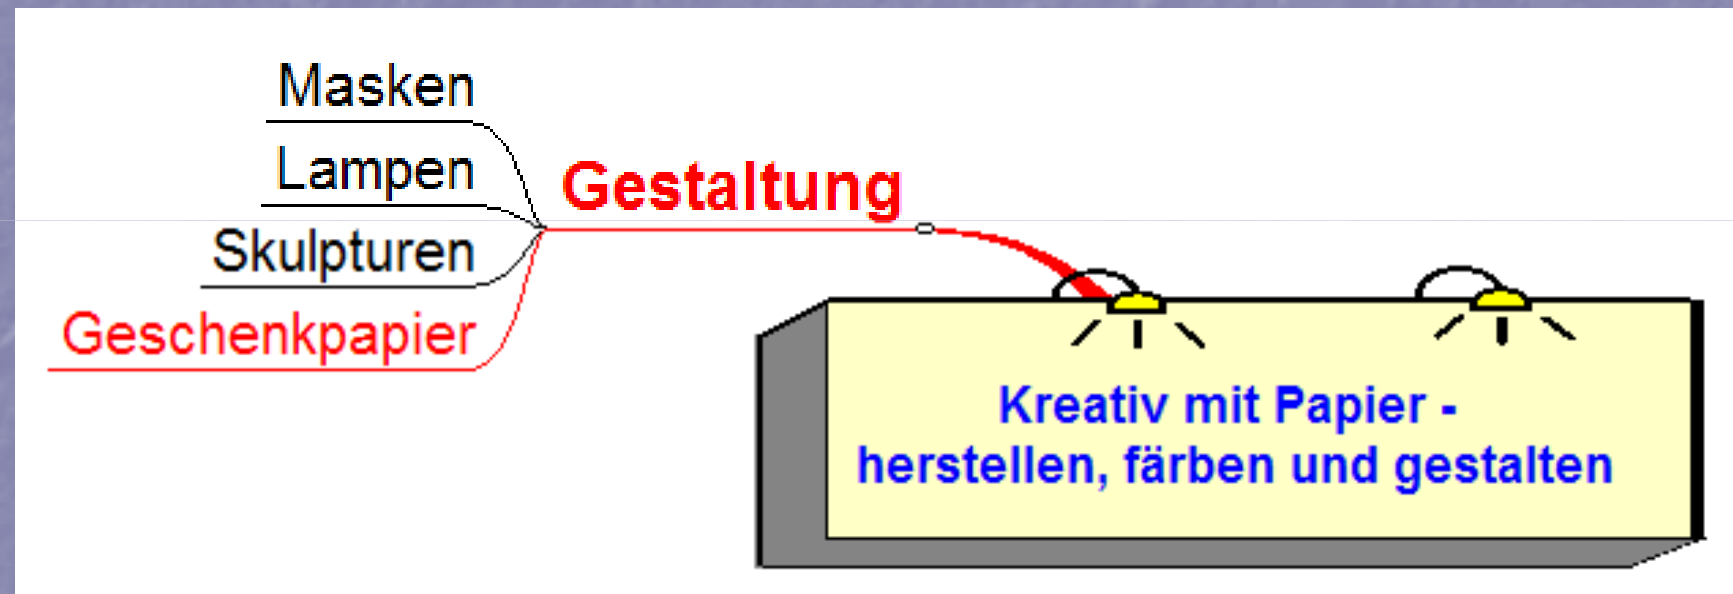 Masken
Lampen
Gestaltung
Skulpturen
Geschenkpapier
Kreativ mit Papier -
herstellen, färben und gestalten